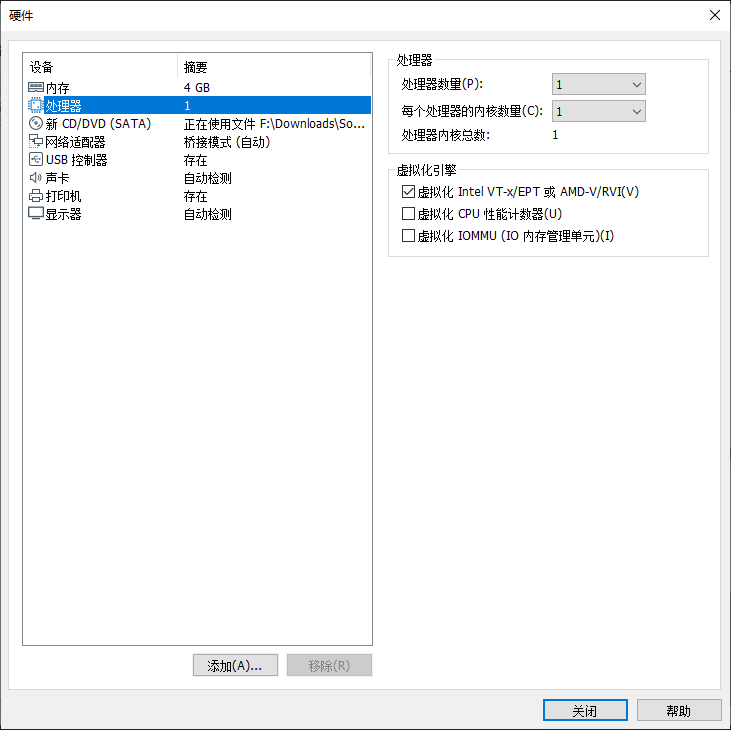 硬件
设备 摘要
内存 4 GB
处理器 1
新 CD/DVD (SATA) 正在使用文件 F:\Downloads\So...
网络适配器 桥接模式 (自动)
USB 控制器 存在
声卡 自动检测
打印机 存在
显示器 自动检测
添加(A)... 移除(R)
处理器
处理器数量(P): 1
每个处理器的内核数量(C): 1
处理器内核总数: 1
虚拟化引擎
虚拟化 Intel VT-x/EPT 或 AMD-V/RVI(V)
虚拟化 CPU 性能计数器(U)
虚拟化 IOMMU (IO 内存管理单元)(I)
关闭 帮助